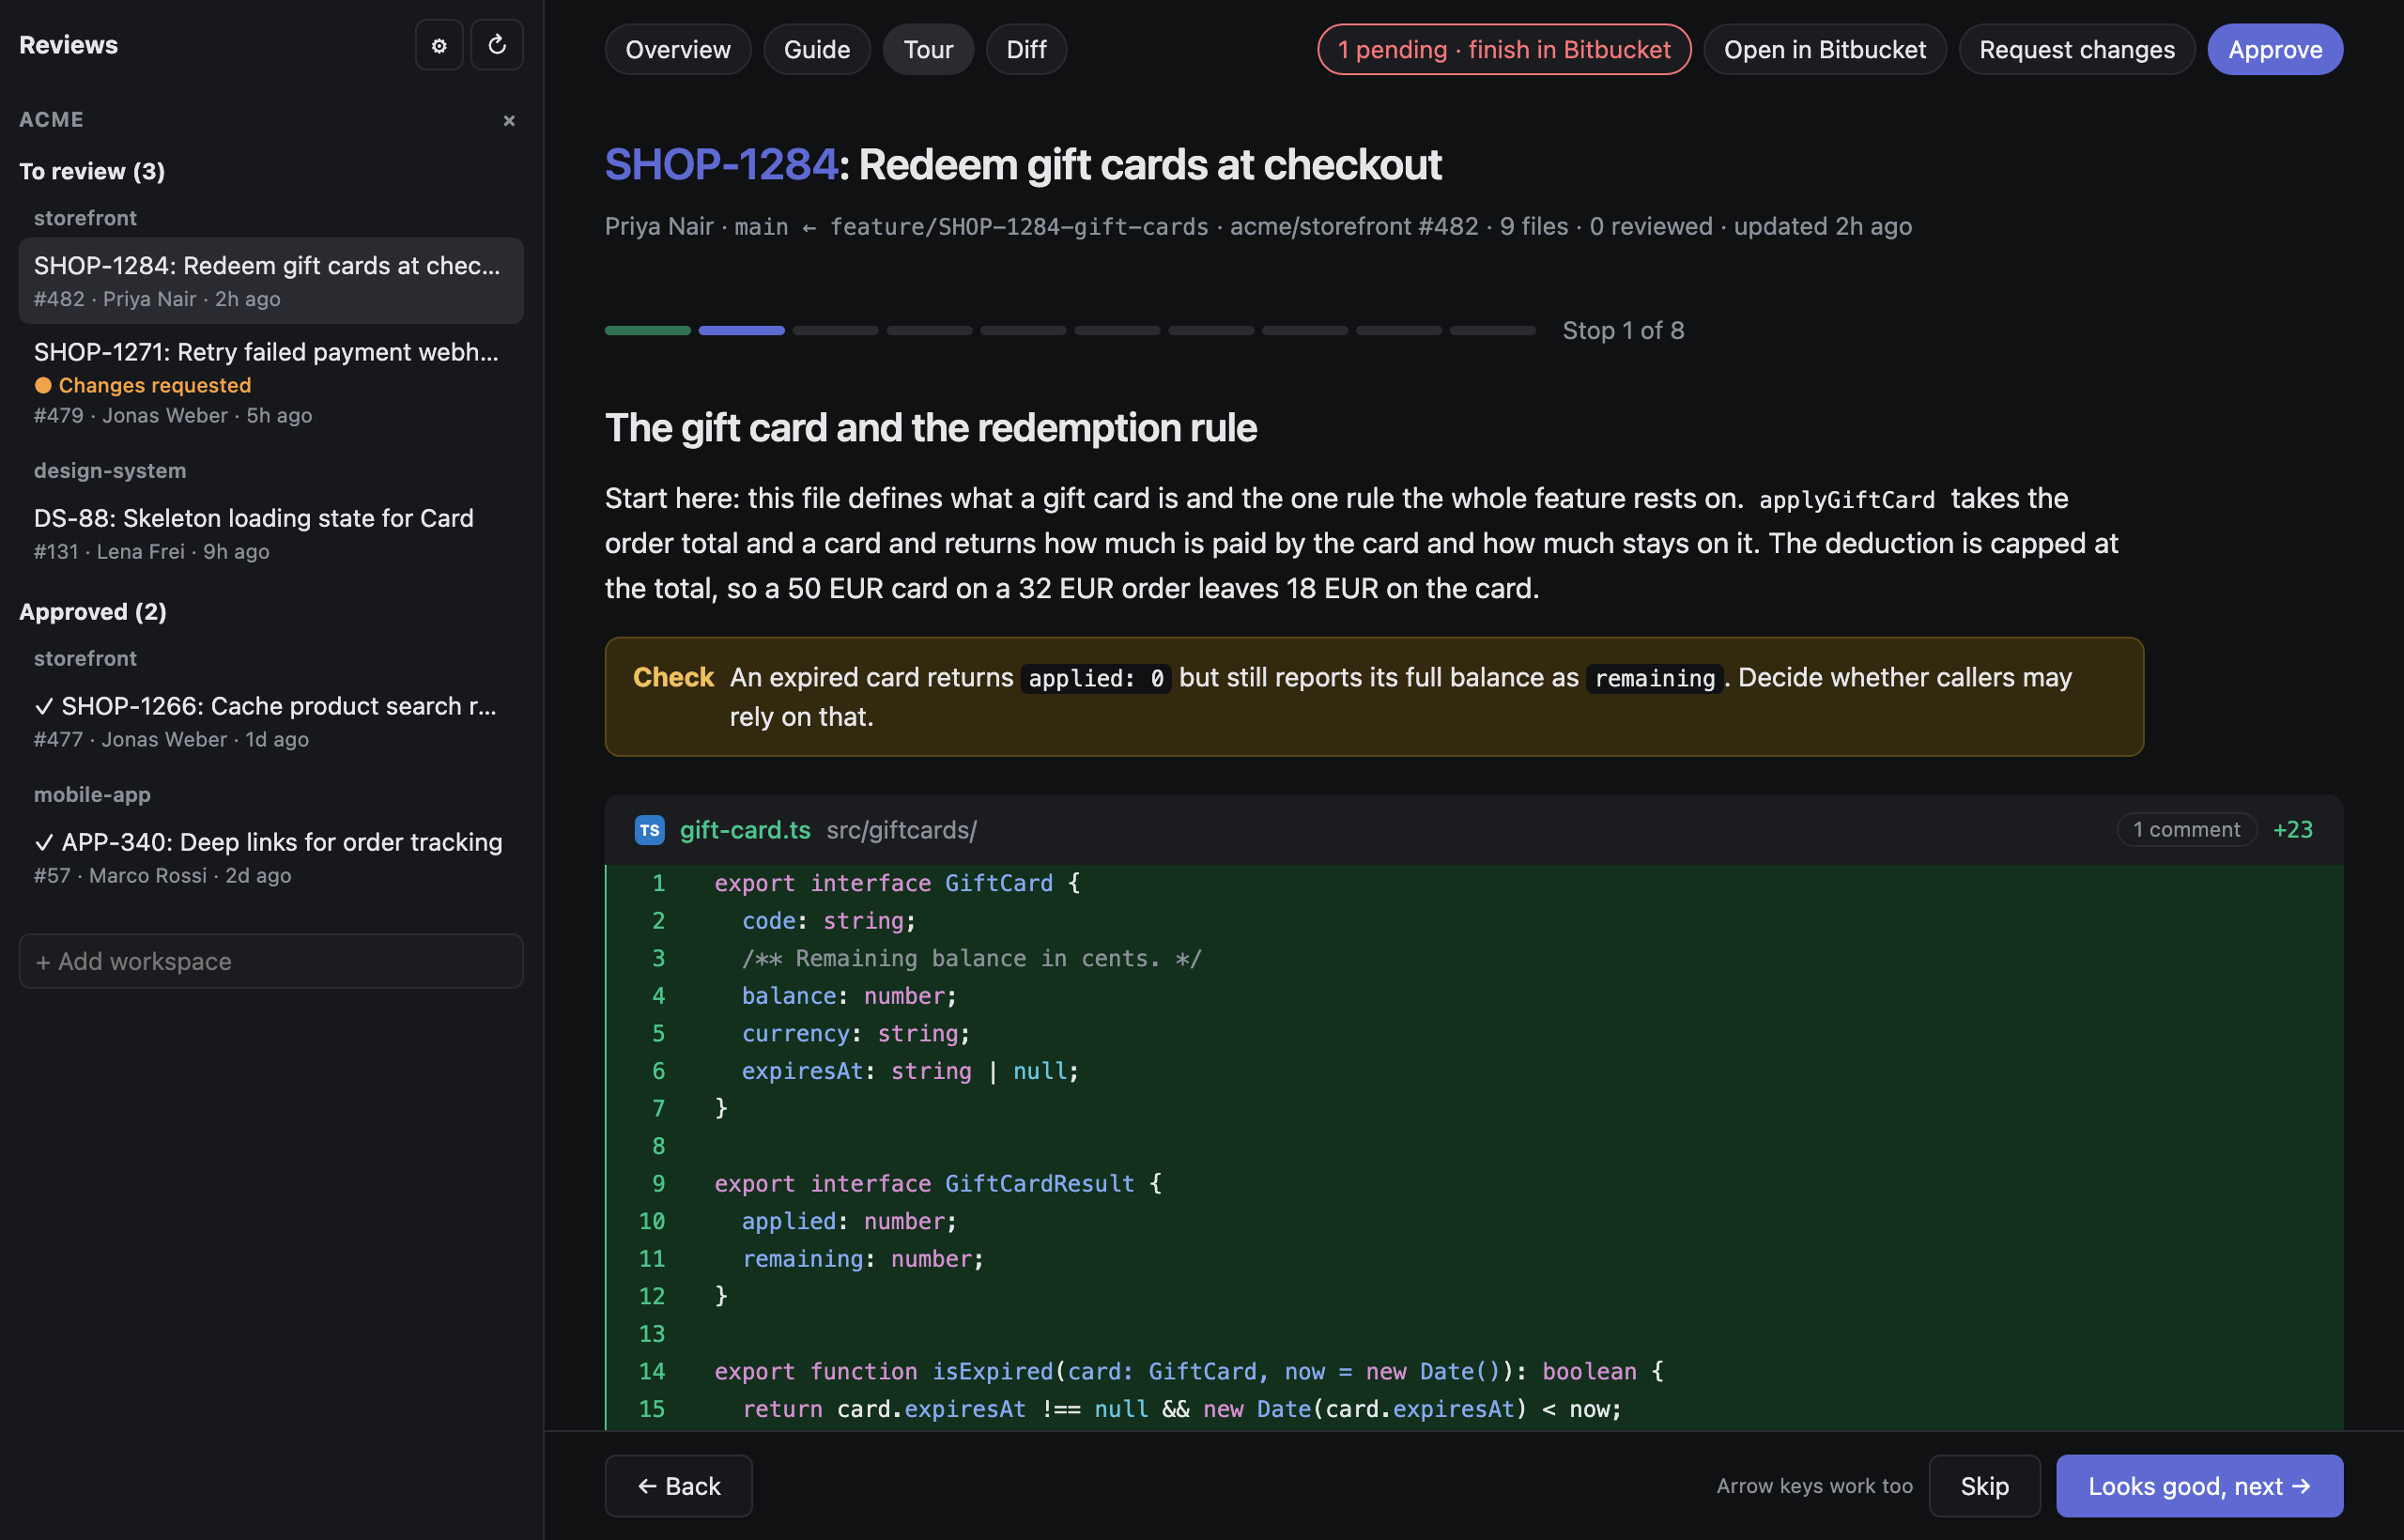 Reviews
⚙ ↻
ACME ×
To review (3)
storefront
SHOP-1284: Redeem gift cards at chec...
#482 · Priya Nair · 2h ago
SHOP-1271: Retry failed payment webh...
Changes requested
#479 · Jonas Weber · 5h ago
design-system
DS-88: Skeleton loading state for Card
#131 · Lena Frei · 9h ago
Approved (2)
storefront
✓ SHOP-1266: Cache product search r...
#477 · Jonas Weber · 1d ago
mobile-app
✓ APP-340: Deep links for order tracking
#57 · Marco Rossi · 2d ago
+ Add workspace
Overview Guide Tour Diff
1 pending · finish in Bitbucket Open in Bitbucket Request changes Approve
SHOP-1284: Redeem gift cards at checkout
Priya Nair · main ← feature/SHOP-1284-gift-cards · acme/storefront #482 · 9 files · 0 reviewed · updated 2h ago
Stop 1 of 8
The gift card and the redemption rule
Start here: this file defines what a gift card is and the one rule the whole feature rests on. applyGiftCard takes the
order total and a card and returns how much is paid by the card and how much stays on it. The deduction is capped at
the total, so a 50 EUR card on a 32 EUR order leaves 18 EUR on the card.
Check An expired card returns applied: 0 but still reports its full balance as remaining. Decide whether callers may
rely on that.
TS gift-card.ts src/giftcards/ 1 comment +23
1 export interface GiftCard {
2 code: string;
3 /** Remaining balance in cents. */
4 balance: number;
5 currency: string;
6 expiresAt: string | null;
7 }
8
9 export interface GiftCardResult {
10 applied: number;
11 remaining: number;
12 }
13
14 export function isExpired(card: GiftCard, now = new Date()): boolean {
15 return card.expiresAt !== null && new Date(card.expiresAt) < now;
← Back Arrow keys work too Skip Looks good, next →